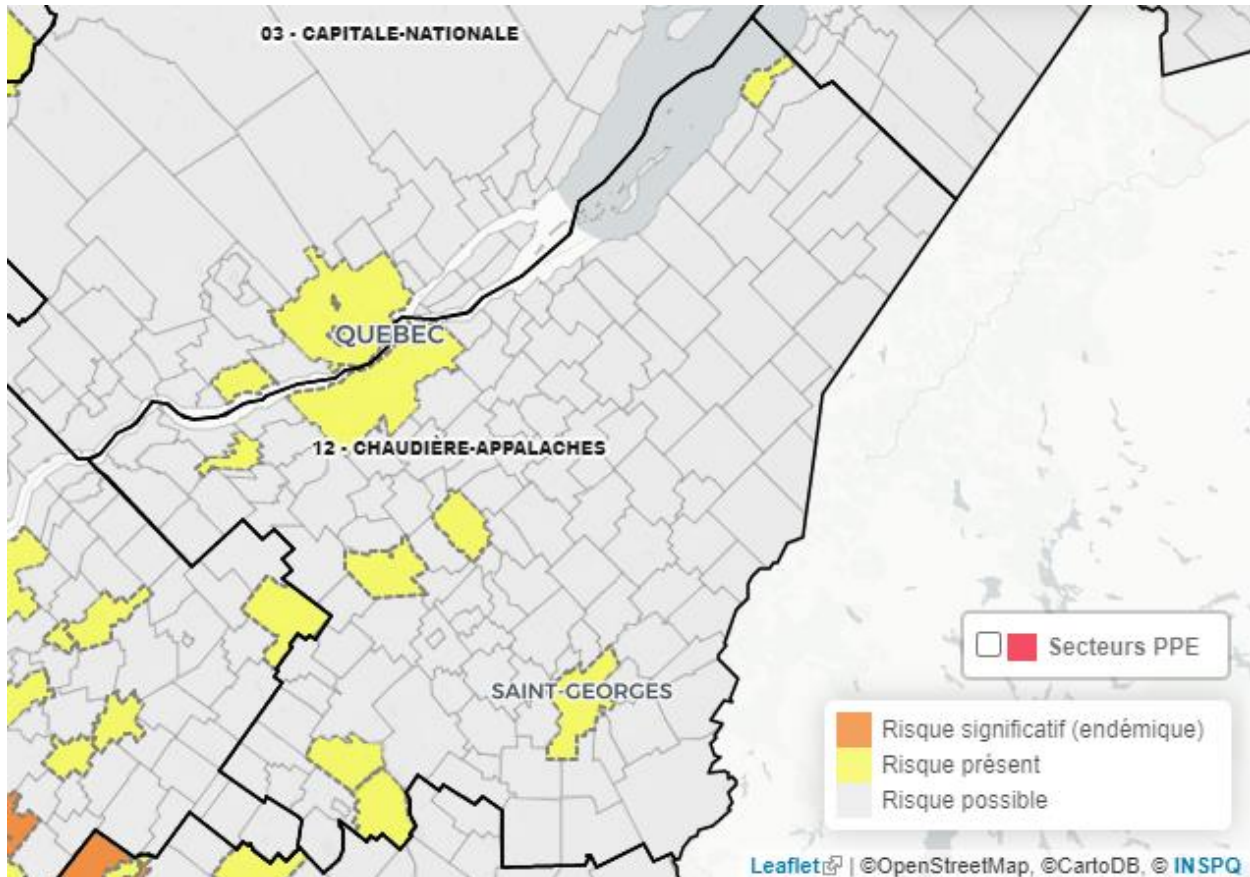 03 - CAPITALE-NATIONALE
QUEBEC
12 - CHAUDIÈRE-APPALACHES
Secteurs PPE
SAINT-GEORGES
Risque significatif (endémique)
Risque présent
Risque possible
Leaflet | ©OpenStreetMap, ©CartoDB, © INSPQ